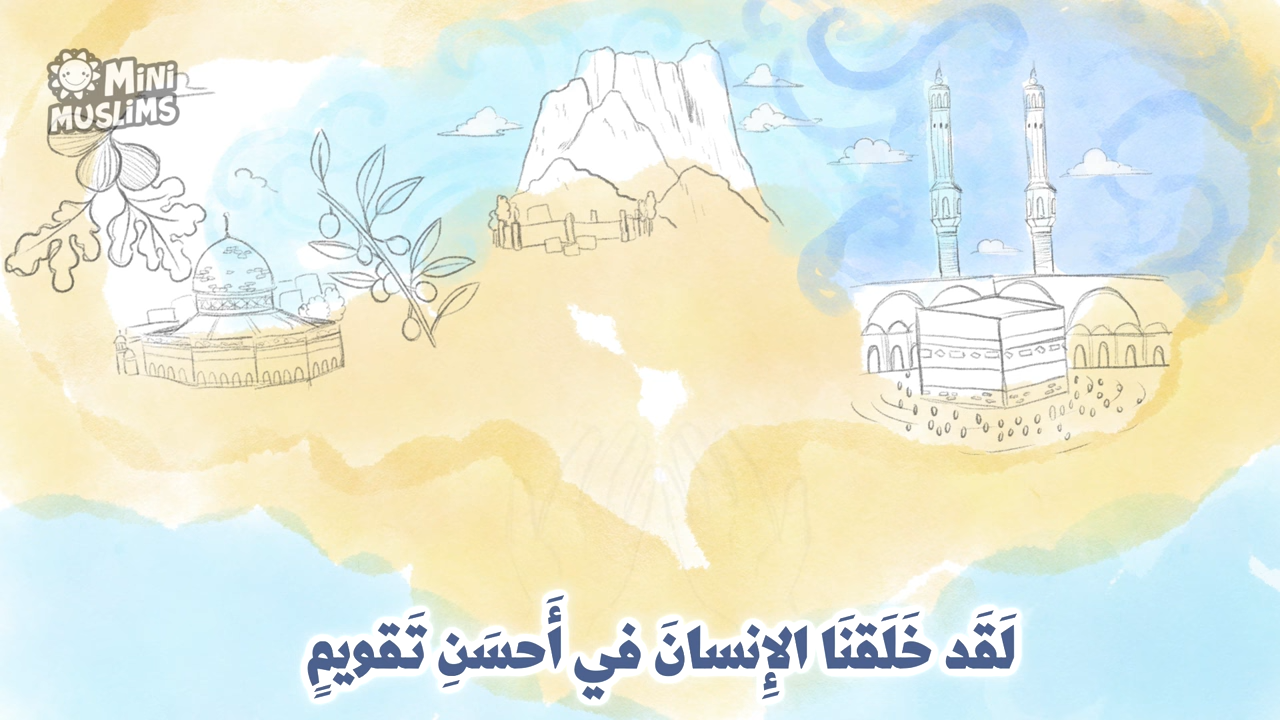 MiNi
MUSLiMS
لَقَد خَلَقنَا الإِنسانَ في أَحسَنِ تَقويمٍ